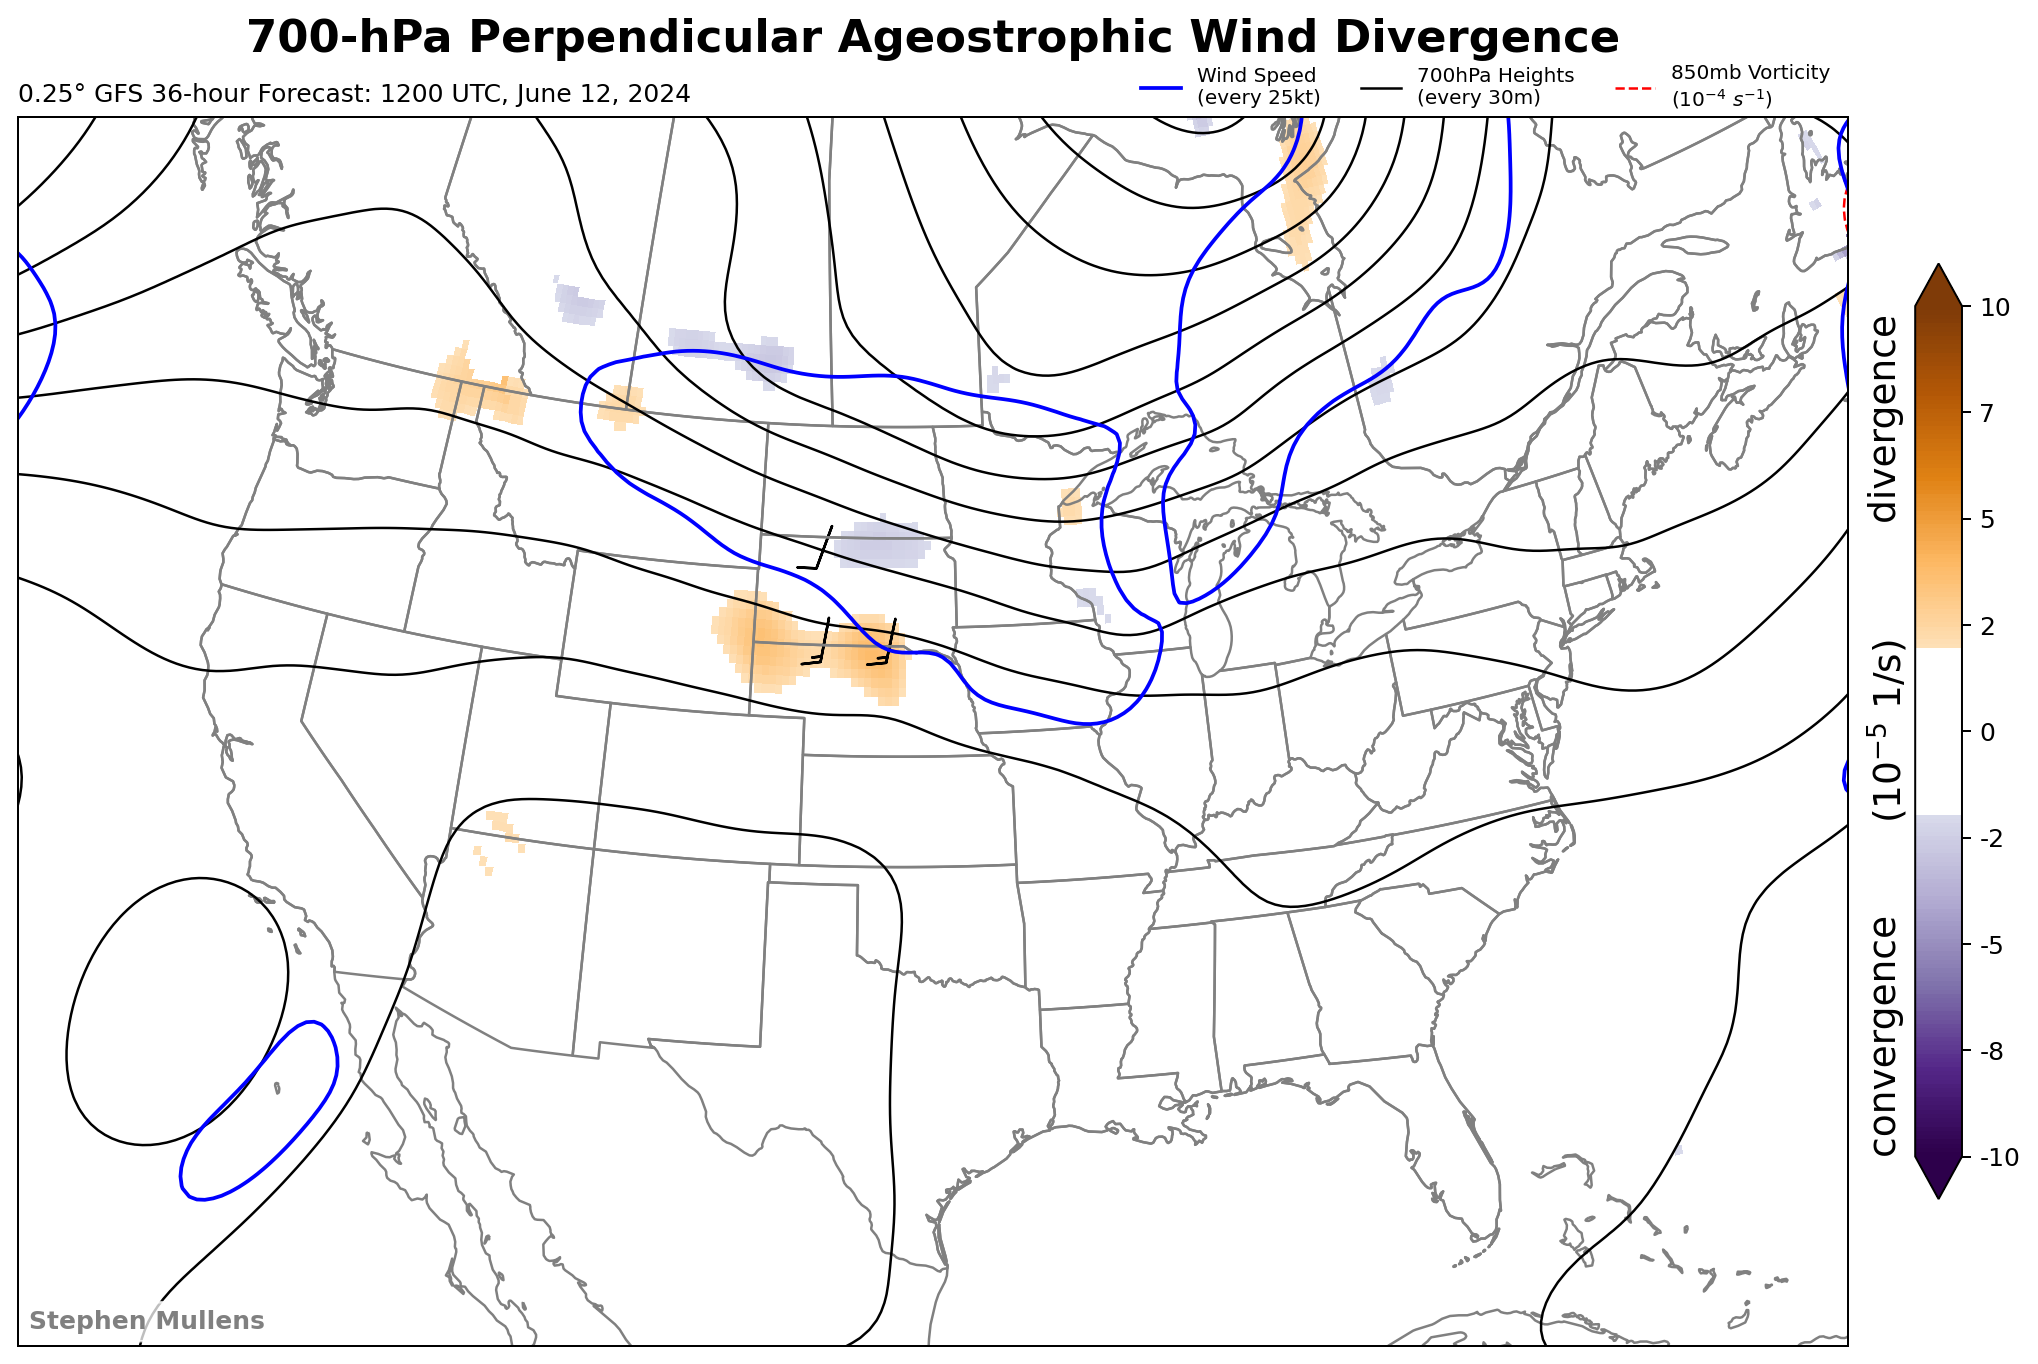 700-hPa Perpendicular Ageostrophic Wind Divergence
0.25° GFS 36-hour Forecast: 1200 UTC, June 12, 2024
Wind Speed
(every 25kt)
700hPa Heights
(every 30m)
850mb Vorticity
(10⁻⁴ s⁻¹)
10
7
5
2
0
-2
-5
-8
-10
convergence (10⁻⁵ 1/s) divergence
Stephen Mullens